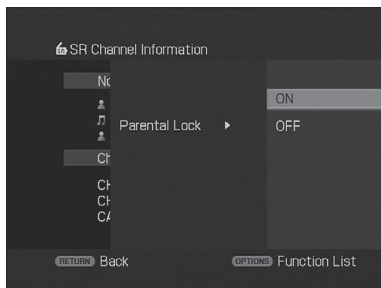 SR Channel Information
Parental Lock
ON
OFF
RETURN Back
OPTIONS Function List